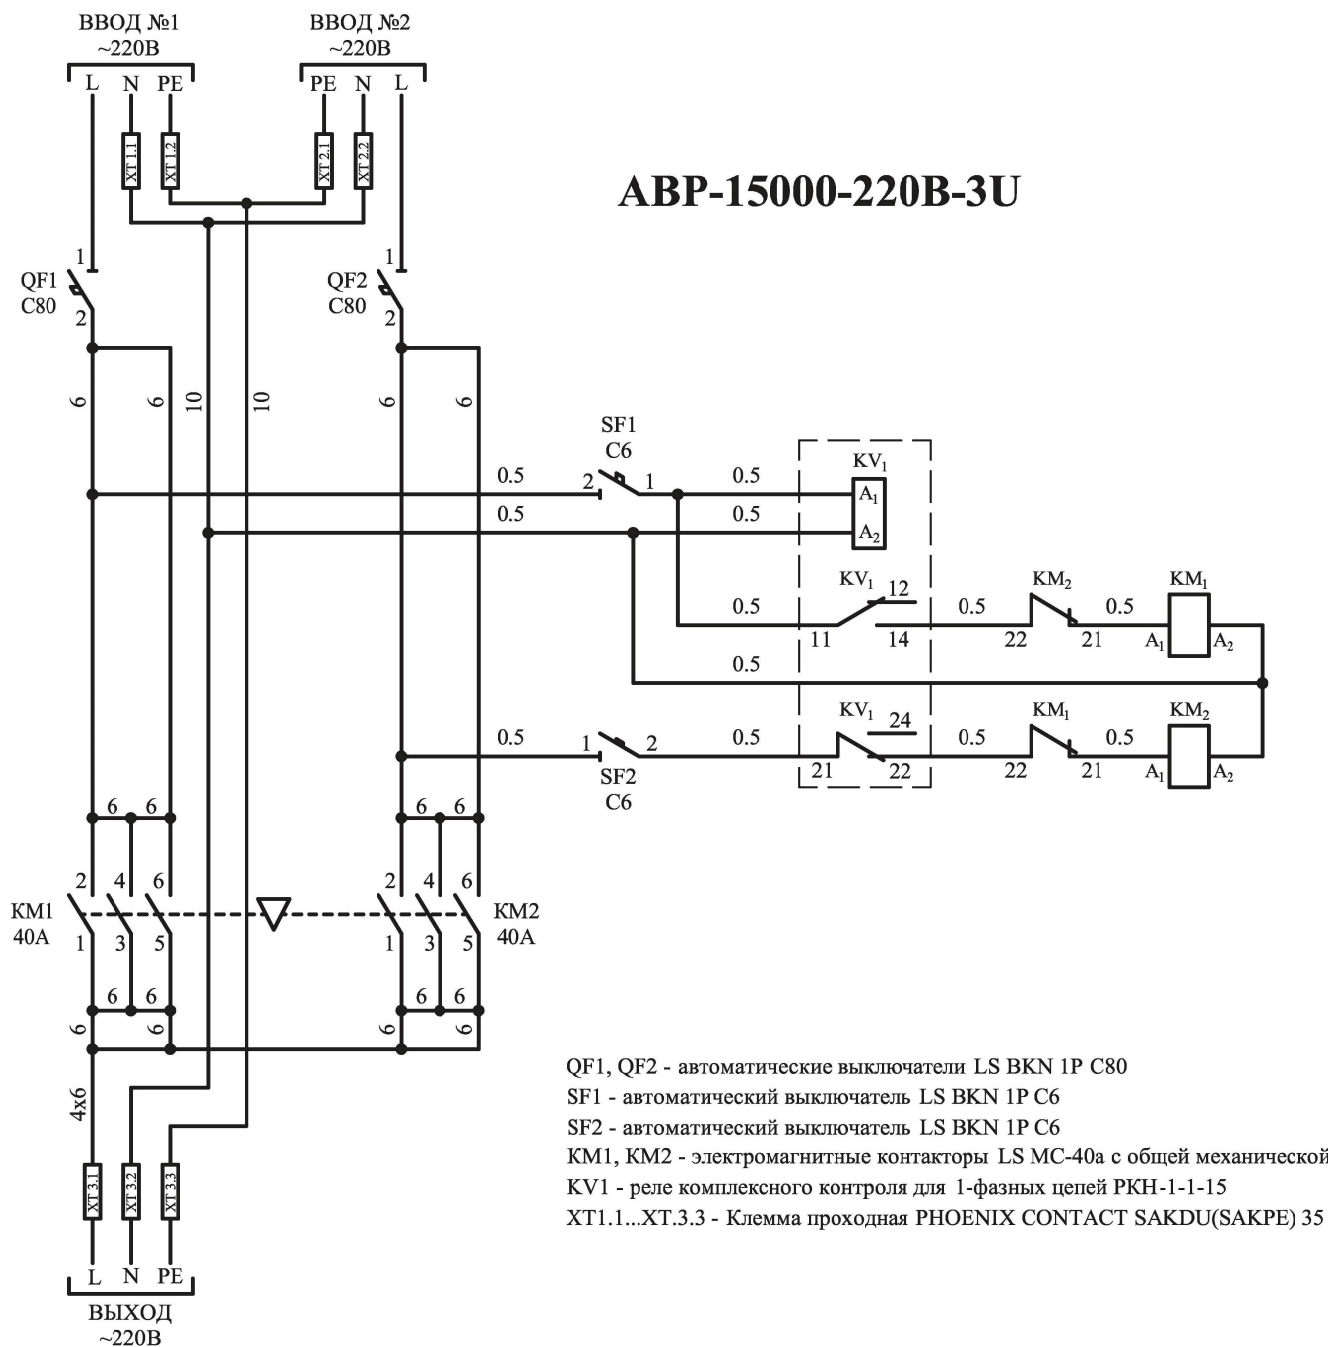 ВВОД №1
~220В
L N PE
ВВОД №2
~220В
PE N L
XT 1.1
XT 1.2
XT 2.1
XT 2.2
АВР-15000-220В-3U
1
QF1
C80
2
1
QF2
C80
2
6
6
10
10
6
6
SF1
C6
0.5
2
1
0.5
KV1
A1
0.5
0.5
A2
KV1
12
0.5
11
14
0.5
KM2
22
21
0.5
KM1
A1
A2
0.5
0.5
1
2
SF2
C6
0.5
KV1
24
21
22
0.5
KM1
22
21
0.5
KM2
A1
A2
6 6
6 6
2 4 6
2 4 6
КМ1
40А
1 3 5
1 3 5
КМ2
40А
6 6
6 6
6
6
6
6
4x6
XT 3.1
XT 3.2
XT 3.3
L N PE
ВЫХОД
~220В
QF1, QF2 - автоматические выключатели LS BKN 1P C80
SF1 - автоматический выключатель LS BKN 1P C6
SF2 - автоматический выключатель LS BKN 1P C6
КМ1, КМ2 - электромагнитные контакторы LS МС-40а с общей механической
KV1 - реле комплексного контроля для 1-фазных цепей РКН-1-1-15
XT1.1...XT.3.3 - Клемма проходная PHOENIX CONTACT SAKDU(SAKPE) 35